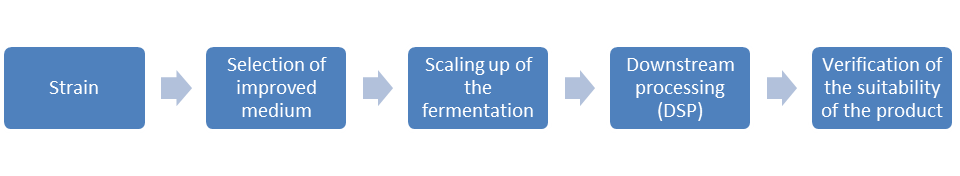 Strain
Selection of
improved
medium
Scaling up of
the
fermentation
Downstream
processing
(DSP)
Verification of
the suitability
of the product